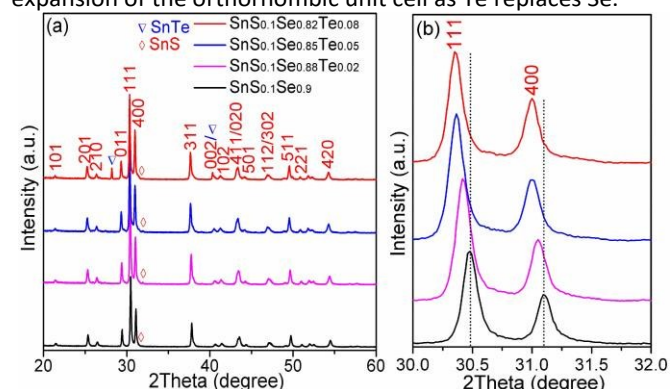 expansion of the orthorhombic unit cell as Te replaces Se.
(a)
▽ SnTe
◇ SnS
SnS0.1Se0.82Te0.08
SnS0.1Se0.85Te0.05
SnS0.1Se0.88Te0.02
SnS0.1Se0.9
101
201
210
▽
011
111
400
◇
311
002/▽
102
411/020
501
112/302
511
221
420
◇
◇
◇
Intensity (a.u.)
20 30 40 50 60
2Theta (degree)
(b)
111
400
Intensity (a.u.)
30.0 30.5 31.0 31.5 32.0
2Theta (degree)